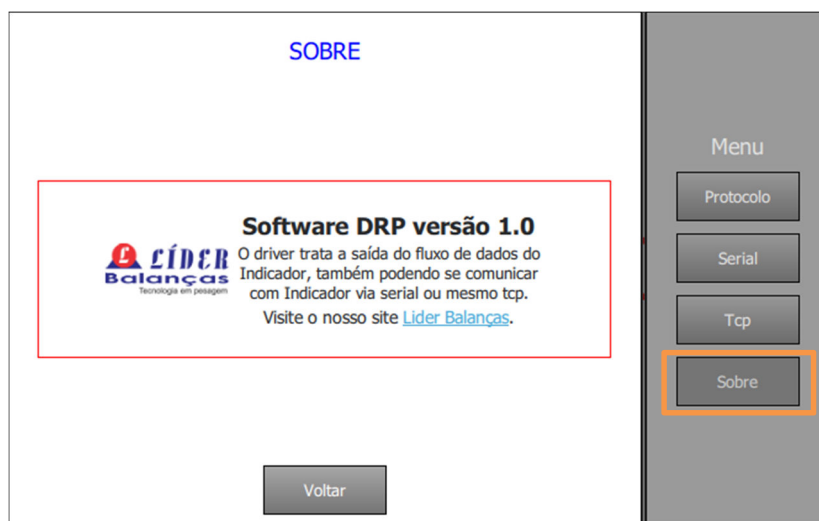 SOBRE
Software DRP versão 1.0
LÍDER
Balanças
Tecnologia em pesagem
O driver trata a saída do fluxo de dados do
Indicador, também podendo se comunicar
com Indicador via serial ou mesmo tcp.
Visite o nosso site Lider Balanças.
Voltar
Menu
Protocolo
Serial
Tcp
Sobre